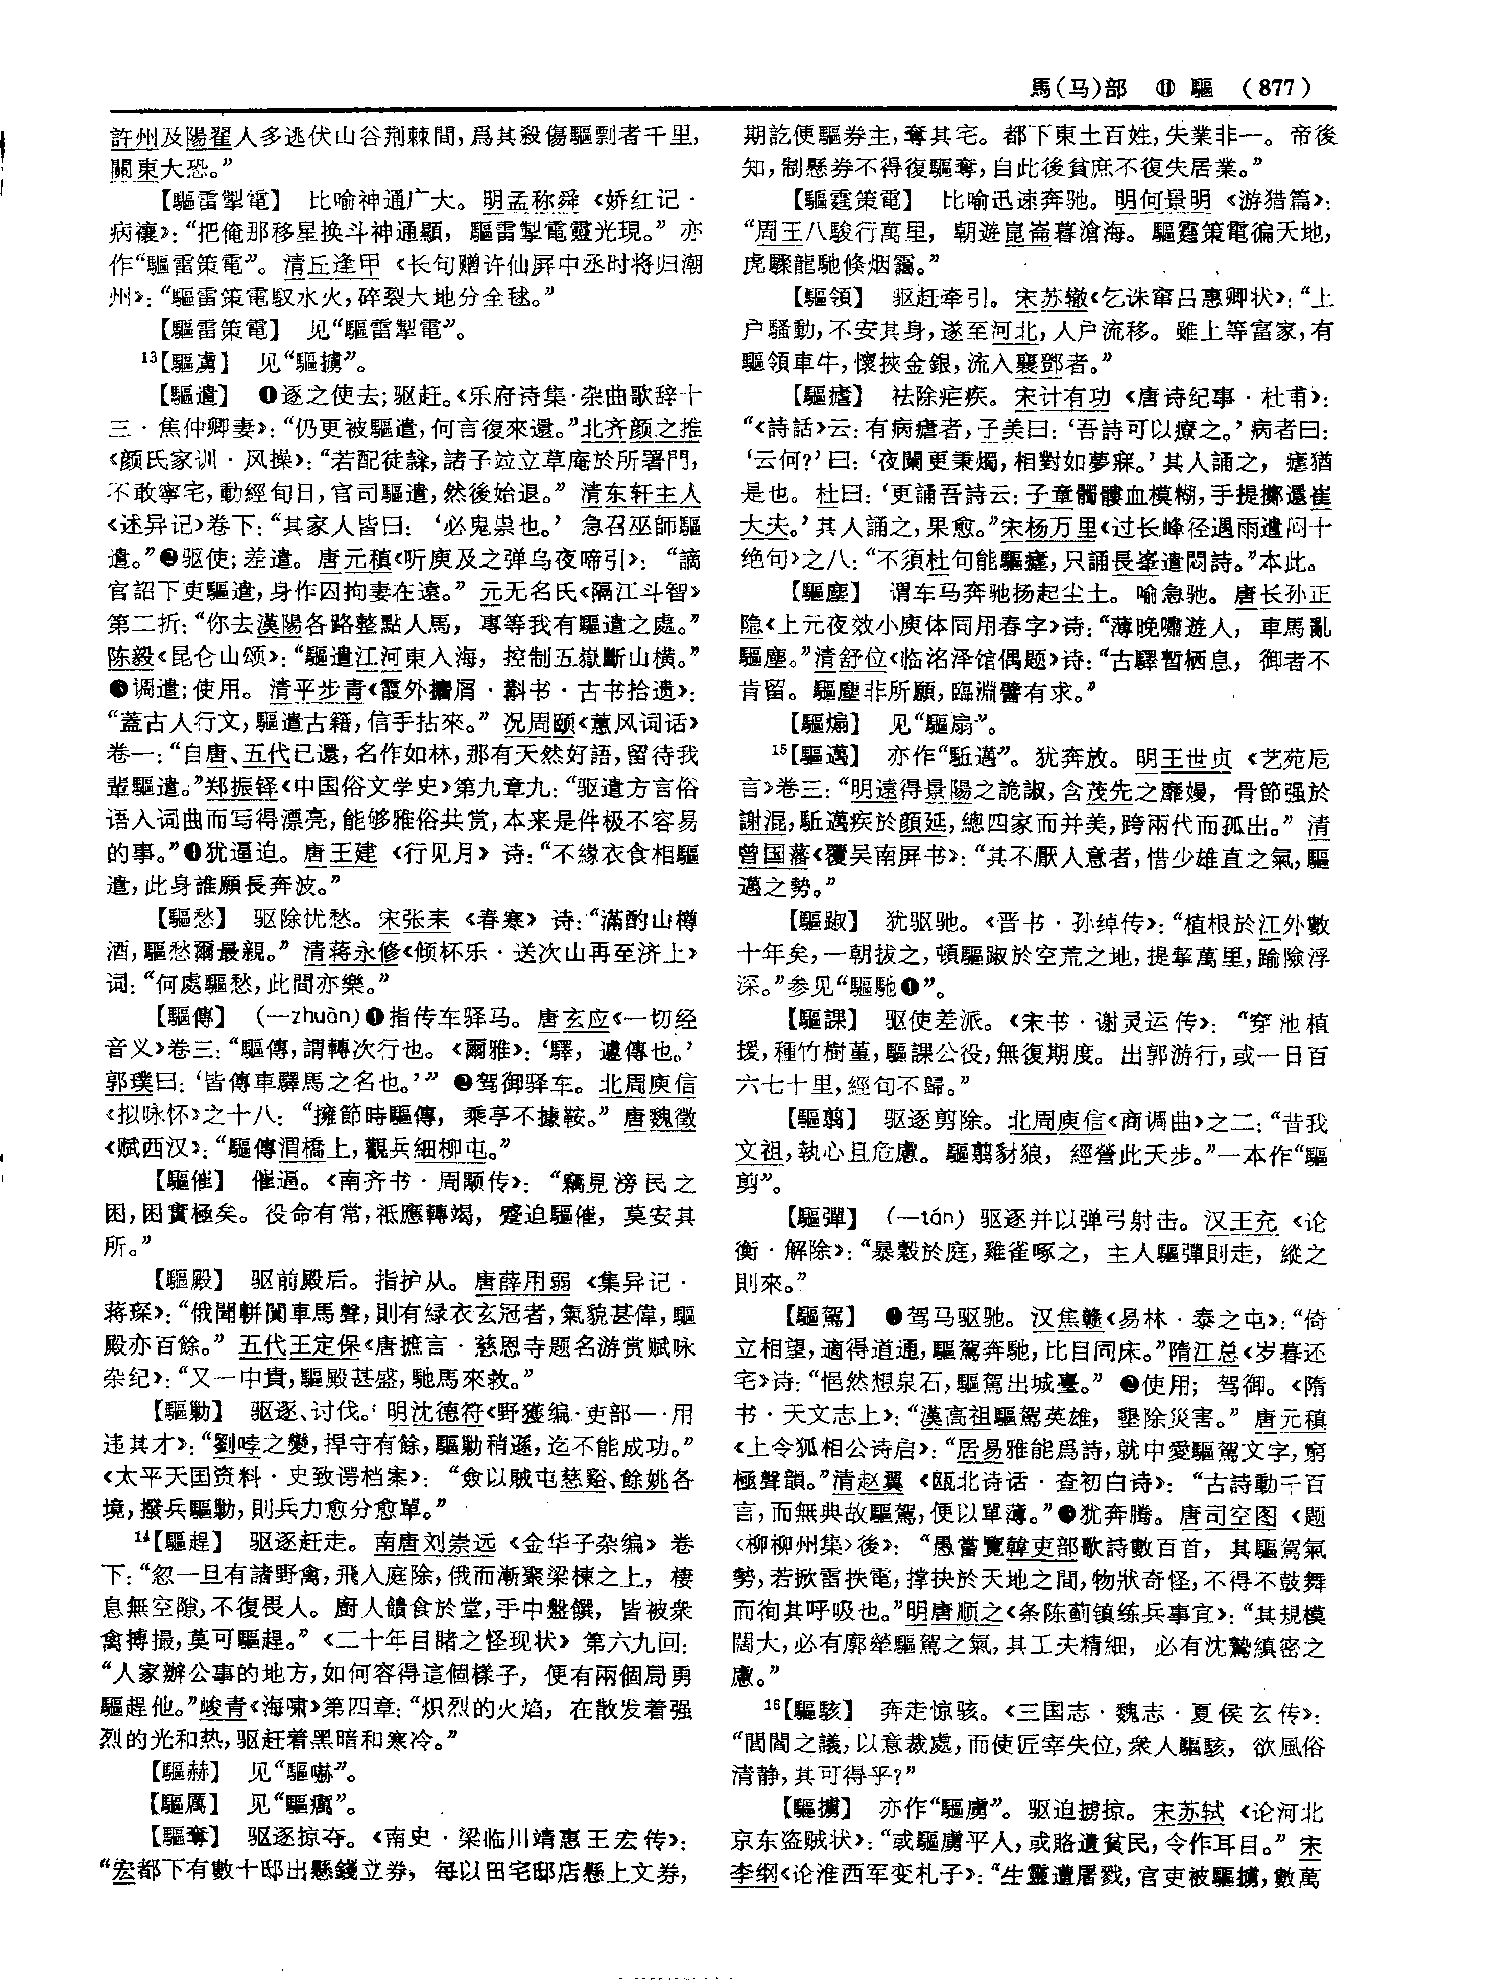 馬(马)部 ⑪ 驅 (877)
許州及陽翟人多逃伏山谷荆棘間,爲其殺傷驅剽者千里,
關東大恐。”
【驅雷掣電】 比喻神通广大。明孟称舜《娇红记·
病禳》:“把俺那移星换斗神通顯,驅雷掣電靈光現。”亦
作“驅雷策電”。清丘逢甲《长句赠许仙屏中丞时将归潮
州》:“驅雷策電馭水火,碎裂大地分全毬。”
【驅雷策電】 见“驅雷掣電”。
13【驅虜】 见“驅擄”。
【驅遣】 ❶逐之使去;驱赶。《乐府诗集·杂曲歌辞十
三·焦仲卿妻》:“仍更被驅遣,何言復來還。”北齐颜之推
《颜氏家训·风操》:“若配徒隸,諸子竝立草庵於所署門,
不敢寧宅,動經旬日,官司驅遣,然後始退。”清东轩主人
《述异记》卷下:“其家人皆曰:‘必鬼祟也。’急召巫師驅
遣。”❷驱使;差遣。唐元稹《听庾及之弹乌夜啼引》:“謫
官詔下吏驅遣,身作囚拘妻在遠。”元无名氏《隔江斗智》
第二折:“你去漢陽各路整點人馬,專等我有驅遣之處。”
陈毅《昆仑山颂》:“驅遣江河東入海,控制五嶽斷山横。”
❸调遣;使用。清平步青《霞外攟屑·斠书·古书拾遗》:
“蓋古人行文,驅遣古籍,信手拈來。”况周颐《蕙风词话》
卷一:“自唐、五代已還,名作如林,那有天然好語,留待我
輩驅遣。”郑振铎《中国俗文学史》第九章九:“驱遣方言俗
语入词曲而写得漂亮,能够雅俗共赏,本来是件极不容易
的事。”❹犹逼迫。唐王建《行见月》诗:“不緣衣食相驅
遣,此身誰願長奔波。”
【驅愁】 驱除忧愁。宋张耒《春寒》诗:“滿酌山樽
酒,驅愁爾最親。”清蒋永修《倾杯乐·送次山再至济上》
词:“何處驅愁,此間亦樂。”
【驅傳】 (—zhuàn)❶指传车驿马。唐玄应《一切经
音义》卷三:“驅傳,謂轉次行也。《爾雅》:‘驛,遽傳也。’
郭璞曰:‘皆傳車驛馬之名也。’”❷驾御驿车。北周庾信
《拟咏怀》之十八:“擁節時驅傳,乘亭不據鞍。”唐魏徵
《赋西汉》:“驅傳渭橋上,觀兵細柳屯。”
【驅催】 催逼。《南齐书·周颙传》:“竊見滂民之
困,困實極矣。役命有常,祇應轉竭,蹙迫驅催,莫安其
所。”
【驅殿】 驱前殿后。指护从。唐薛用弱《集异记·
蒋琛》:“俄聞軿闐車馬聲,則有緑衣玄冠者,氣貌甚偉,驅
殿亦百餘。”五代王定保《唐摭言·慈恩寺题名游赏赋咏
杂纪》:“又一中貴,驅殿甚盛,馳馬來救。”
【驅勦】 驱逐、讨伐。明沈德符《野獲编·吏部一·用
违其才》:“劉哱之變,捍守有餘,驅勦稍遜,迄不能成功。”
《太平天国资料·史致谔档案》:“僉以賊屯慈谿、餘姚各
境,撥兵驅勦,則兵力愈分愈單。”
14【驅趕】 驱逐赶走。南唐刘崇远《金华子杂编》卷
下:“忽一旦有諸野禽,飛入庭除,俄而漸聚梁棟之上,棲
息無空隙,不復畏人。廚人饋食於堂,手中盤饌,皆被衆
禽搏撮,莫可驅趕。”《二十年目睹之怪现状》第六九回:
“人家辦公事的地方,如何容得這個樣子,便有兩個局勇
驅趕他。”峻青《海啸》第四章:“炽烈的火焰,在散发着强
烈的光和热,驱赶着黑暗和寒冷。”
【驅赫】 见“驅嚇”。
【驅厲】 见“驅癘”。
【驅奪】 驱逐掠夺。《南史·梁临川靖惠王宏传》:
“宏都下有數十邸出懸錢立券,每以田宅邸店懸上文券,
期訖便驅券主,奪其宅。都下東土百姓,失業非一。帝後
知,制懸券不得復驅奪,自此後貧庶不復失居業。”
【驅霆策電】 比喻迅速奔驰。明何景明《游猎篇》:
“周王八駿行萬里,朝遊崑崙暮滄海。驅霆策電徧天地,
虎驟龍馳倏烟靄。”
【驅領】 驱赶牵引。宋苏辙《乞诛窜吕惠卿状》:“上
户騷動,不安其身,遂至河北,人户流移。雖上等富家,有
驅領車牛,懷挾金銀,流入襄鄧者。”
【驅瘧】 祛除疟疾。宋计有功《唐诗纪事·杜甫》:
“《詩話》云:有病瘧者,子美曰:‘吾詩可以療之。’病者曰:
‘云何?’曰:‘夜闌更秉燭,相對如夢寐。’其人誦之,瘧猶
是也。杜曰:‘更誦吾詩云:子章髑髏血模糊,手提擲還崔
大夫。’其人誦之,果愈。”宋杨万里《过长峰径遇雨遣闷十
绝句》之八:“不須杜句能驅瘧,只誦長峯遣悶詩。”本此。
【驅塵】 谓车马奔驰扬起尘土。喻急驰。唐长孙正
隐《上元夜效小庾体同用春字》诗:“薄晚嘯遊人,車馬亂
驅塵。”清舒位《临洺泽馆偶题》诗:“古驛暫栖息,御者不
肯留。驅塵非所願,臨淵譬有求。”
【驅煽】 见“驅扇”。
15【驅邁】 亦作“駈邁”。犹奔放。明王世贞《艺苑卮
言》卷三:“明遠得景陽之詭諔,含茂先之靡嫚,骨節强於
謝混,駈邁疾於顔延,總四家而并美,跨兩代而孤出。”清
曾国藩《覆吴南屏书》:“其不厭人意者,惜少雄直之氣,驅
邁之勢。”
【驅踧】 犹驱驰。《晋书·孙绰传》:“植根於江外數
十年矣,一朝拔之,頓驅踧於空荒之地,提挈萬里,踰險浮
深。”参见“驅馳❶”。
【驅課】 驱使差派。《宋书·谢灵运传》:“穿池植
援,種竹樹菫,驅課公役,無復期度。出郭游行,或一日百
六七十里,經旬不歸。”
【驅翦】 驱逐剪除。北周庾信《商调曲》之二:“昔我
文祖,執心且危慮。驅翦豺狼,經營此天步。”一本作“驅
剪”。
【驅彈】 (—tán) 驱逐并以弹弓射击。汉王充《论
衡·解除》:“暴穀於庭,雞雀啄之,主人驅彈則走,縱之
則來。”
【驅駕】 ❶驾马驱驰。汉焦赣《易林·泰之屯》:“倚
立相望,適得道通,驅駕奔馳,比目同床。”隋江总《岁暮还
宅》诗:“悒然想泉石,驅駕出城臺。”❷使用;驾御。《隋
书·天文志上》:“漢高祖驅駕英雄,墾除災害。”唐元稹
《上令狐相公诗启》:“居易雅能爲詩,就中愛驅駕文字,窮
極聲韻。”清赵翼《瓯北诗话·查初白诗》:“古詩動千百
言,而無典故驅駕,便似單薄。”❸犹奔腾。唐司空图《题
〈柳柳州集〉後》:“愚嘗覽韓吏部歌詩數百首,其驅駕氣
勢,若掀雷抶電,撑抉於天地之間,物狀奇怪,不得不鼓舞
而徇其呼吸也。”明唐顺之《条陈蓟镇练兵事宜》:“其規模
闊大,必有廓犖驅駕之氣,其工夫精細,必有沈鷙縝密之
慮。”
16【驅駭】 奔走惊骇。《三国志·魏志·夏侯玄传》:
“閭閻之議,以意裁處,而使匠宰失位,衆人驅駭,欲風俗
清静,其可得乎?”
【驅擄】 亦作“驅虜”。驱迫掳掠。宋苏轼《论河北
京东盗贼状》:“或驅虜平人,或賂遺貧民,令作耳目。”宋
李纲《论淮西军变札子》:“生靈遭屠戮,官吏被驅擄,數萬